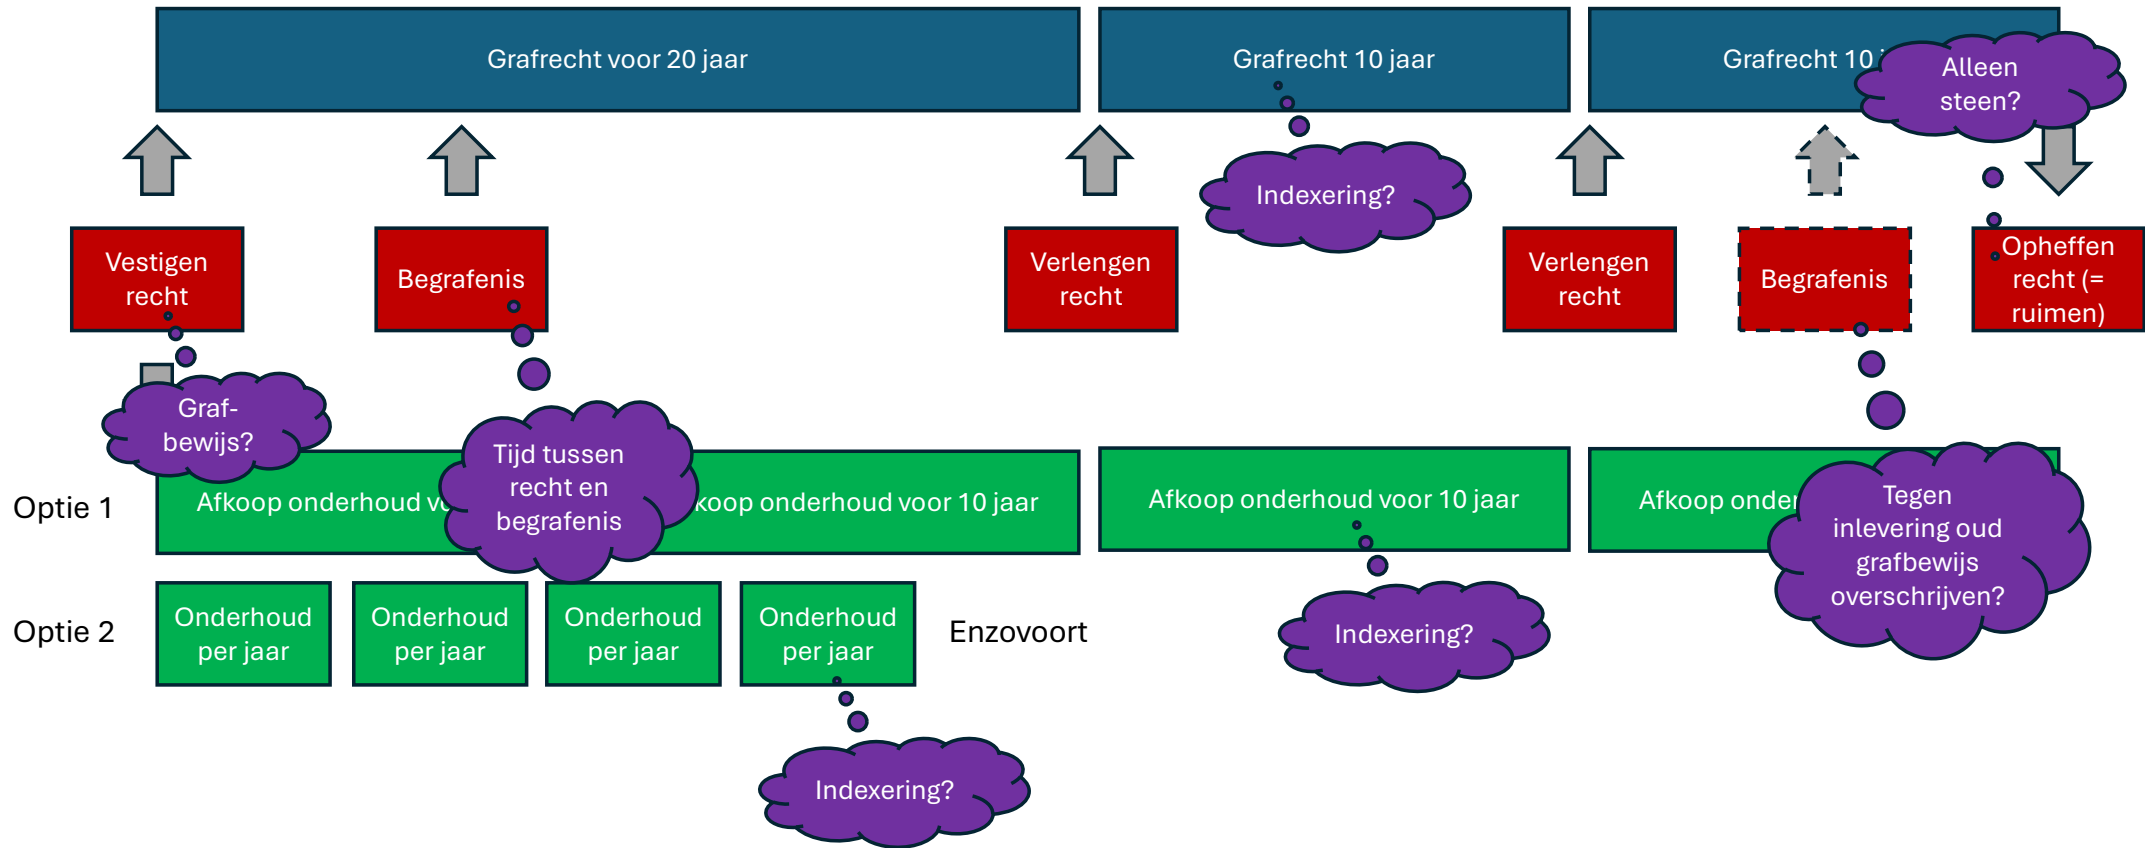 Grafrecht voor 20 jaar
Grafrecht 10 jaar
Grafrecht 10
Alleen
steen?
Indexering?
Vestigen
recht
Begrafenis
Verlengen
recht
Verlengen
recht
Begrafenis
Opheffen
recht (=
ruimen)
Graf-
bewijs?
Optie 1
Afkoop onderhoud
Tijd tussen
recht en
begrafenis
onderhoud voor 10 jaar
Afkoop onderhoud voor 10 jaar
Afkoop
Tegen
inlevering oud
grafbewijs
overschrijven?
Optie 2
Onderhoud
per jaar
Onderhoud
per jaar
Onderhoud
per jaar
Onderhoud
per jaar
Enzovoort
Indexering?
Indexering?